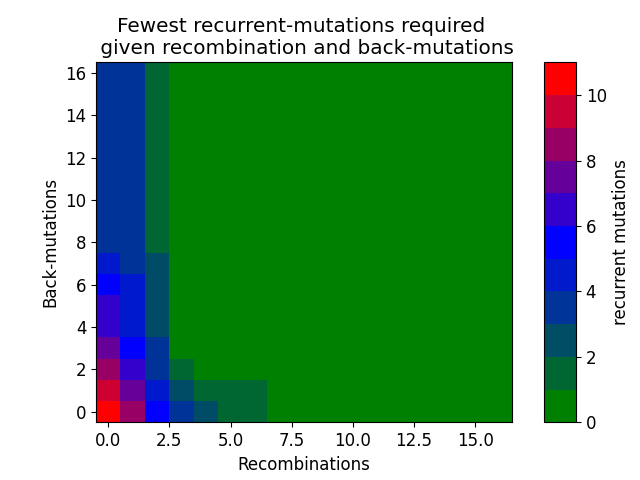 Fewest recurrent-mutations required
given recombination and back-mutations
16
14
12
10
8
6
4
2
0
Back-mutations
0.0 2.5 5.0 7.5 10.0 12.5 15.0
Recombinations
10
8
6
4
2
0
recurrent mutations